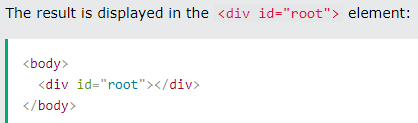 The result is displayed in the <div id="root"> element:
<body>
  <div id="root"></div>
</body>